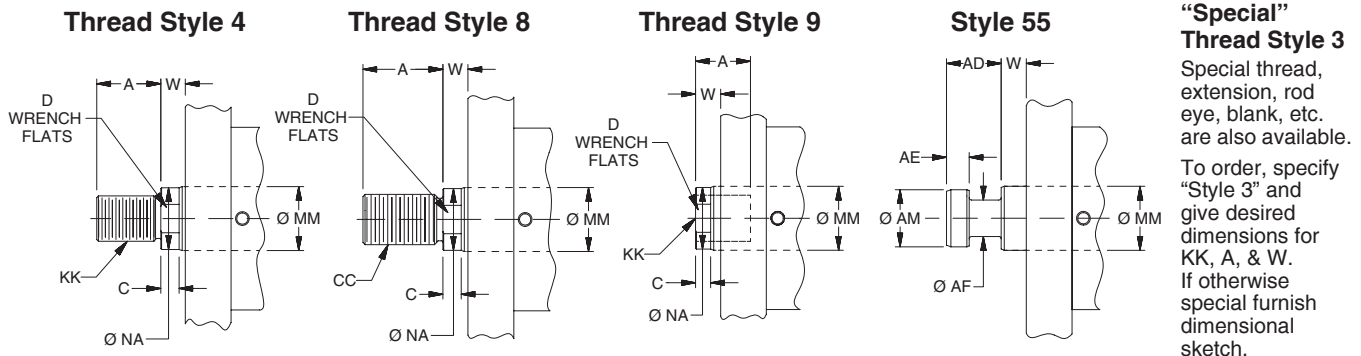 Thread Style 4
A
W
D
WRENCH
FLATS
Ø MM
KK
C
Ø NA
Thread Style 8
A
W
D
WRENCH
FLATS
Ø MM
CC
C
Ø NA
Thread Style 9
A
W
D
WRENCH
FLATS
Ø MM
KK
C
Ø NA
Style 55
AD
W
AE
Ø AM
Ø MM
Ø AF
“Special”
Thread Style 3
Special thread,
extension, rod
eye, blank, etc.
are also available.
To order, specify
“Style 3” and
give desired
dimensions for
KK, A, & W.
If otherwise
special furnish
dimensional
sketch.